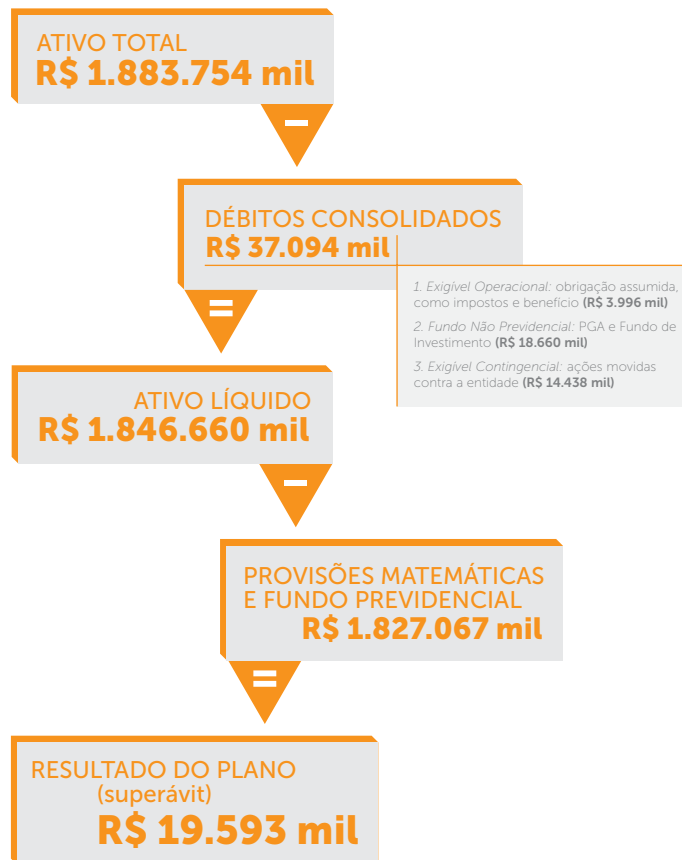 ATIVO TOTAL
R$ 1.883.754 mil
–
DÉBITOS CONSOLIDADOS
R$ 37.094 mil
1. Exigível Operacional: obrigação assumida,
como impostos e benefício (R$ 3.996 mil)
2. Fundo Não Previdencial: PGA e Fundo de
Investimento (R$ 18.660 mil)
3. Exigível Contingencial: ações movidas
contra a entidade (R$ 14.438 mil)
=
ATIVO LÍQUIDO
R$ 1.846.660 mil
–
PROVISÕES MATEMÁTICAS
E FUNDO PREVIDENCIAL
R$ 1.827.067 mil
=
RESULTADO DO PLANO
(superávit)
R$ 19.593 mil